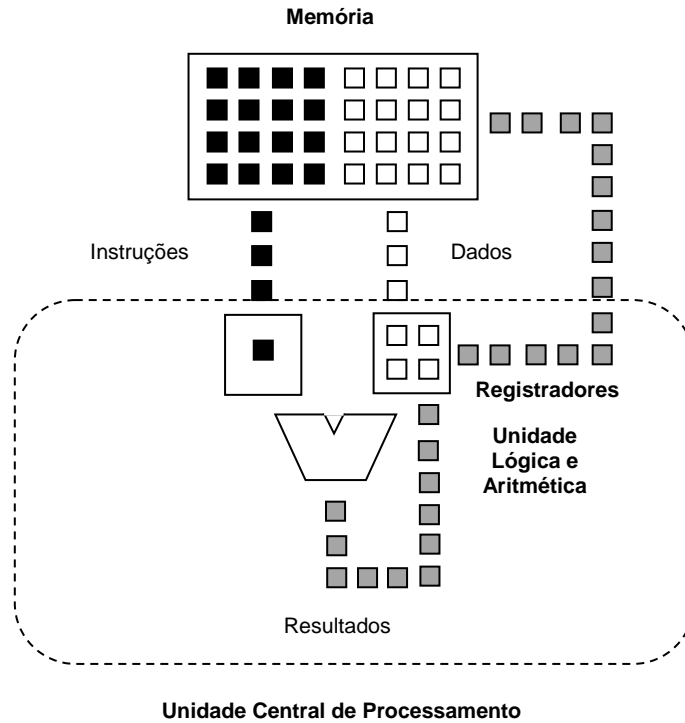 Memória
Instruções
Dados
Registradores
Unidade
Lógica e
Aritmética
Resultados
Unidade Central de Processamento